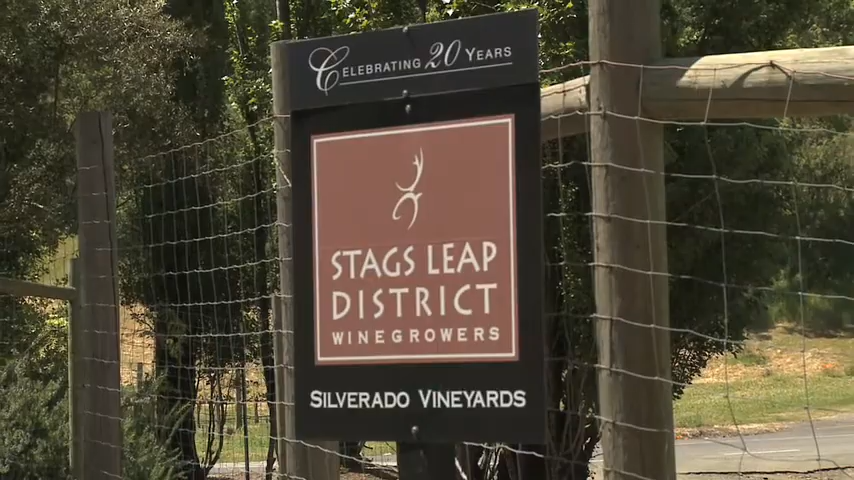 Celebrating 20 Years
STAGS LEAP
DISTRICT
WINEGROWERS
SILVERADO VINEYARDS